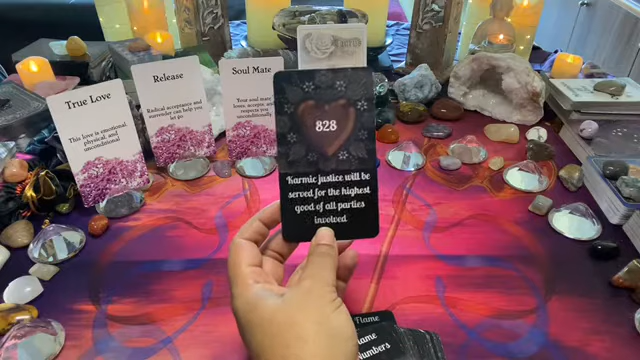 True Love
This love is emotional,
physical, and
unconditional
Release
Radical acceptance and
surrender can help you
let go
Soul Mate
Your soul mate
loves, accepts, and
respects you
unconditionally
Earth
828
Karmic justice will be
served for the highest
good of all parties
involved
Flame
Numbers